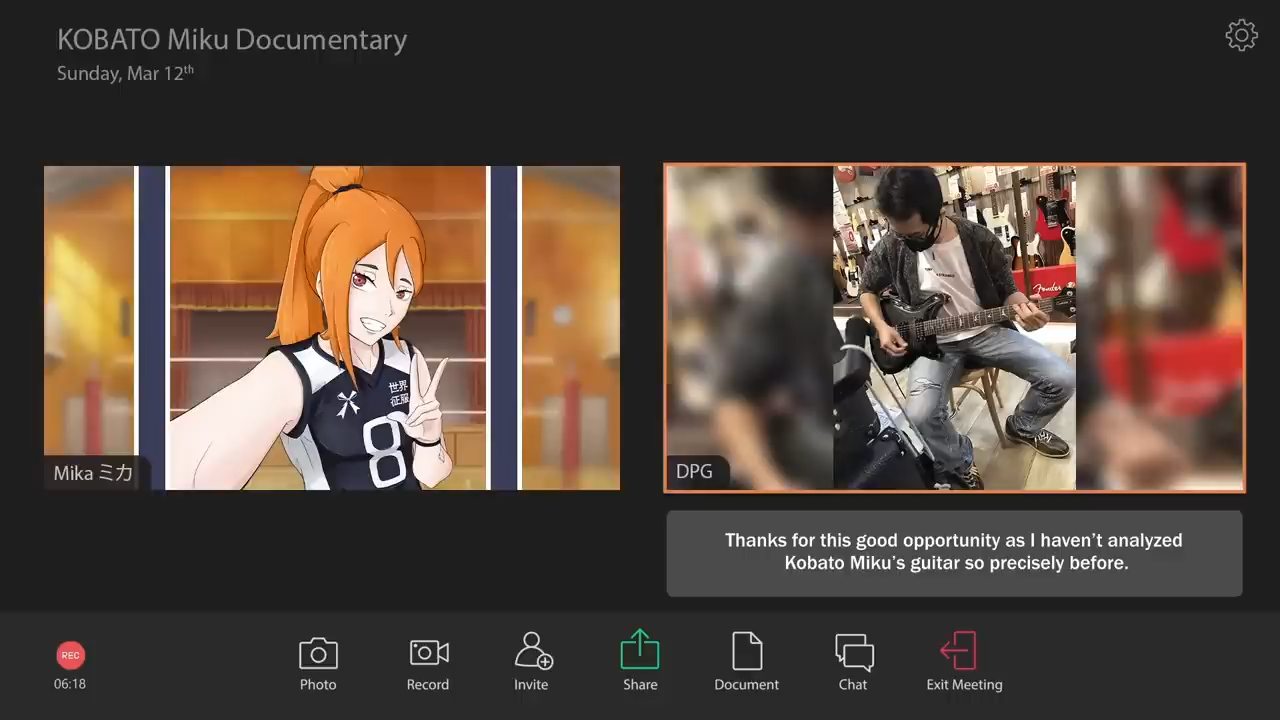 KOBATO Miku Documentary
Sunday, Mar 12th
世界
征服
8
Mika ミカ
Fender
DPG
Thanks for this good opportunity as I haven't analyzed
Kobato Miku's guitar so precisely before.
REC
06:18
Photo
Record
Invite
Share
Document
Chat
Exit Meeting